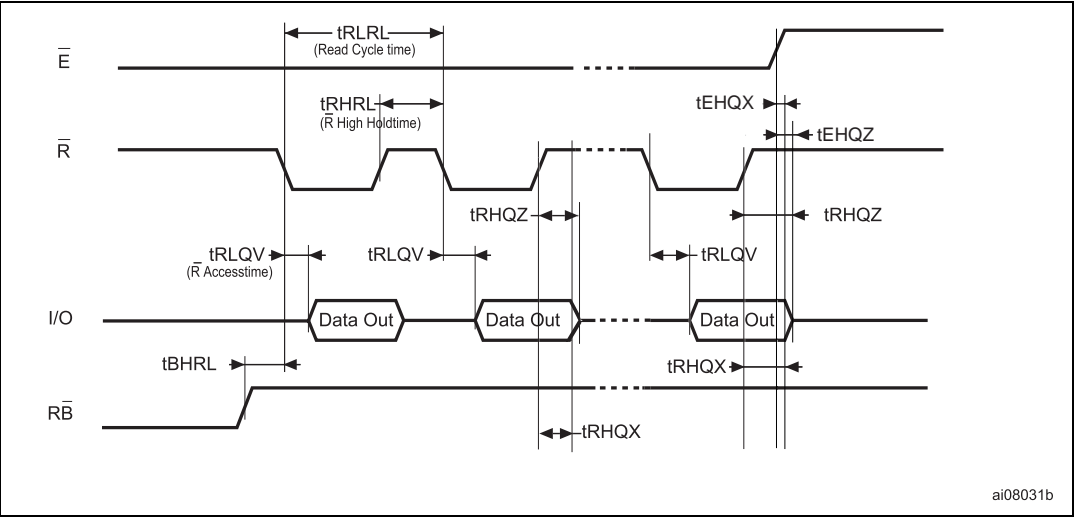 tRLRL
(Read Cycle time)
E̅
tEHQX
tRHRL
(R̅ High Holdtime)
tEHQZ
R̅
tRHQZ
tRHQZ
tRLQV
tRLQV
tRLQV
(R̅ Accesstime)
I/O
Data Out
Data Out
Data Out
tBHRL
tRHQX
RB̅
tRHQX
ai08031b